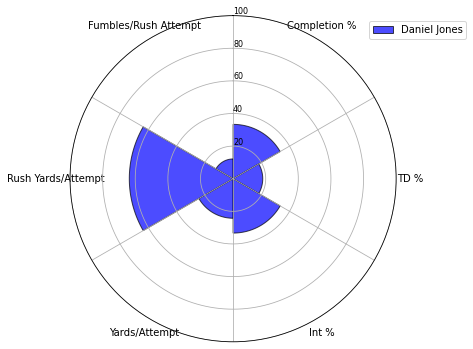 100
Fumbles/Rush Attempt
Completion %
Daniel Jones
80
60
40
20
Rush Yards/Attempt
TD %
Yards/Attempt
Int %